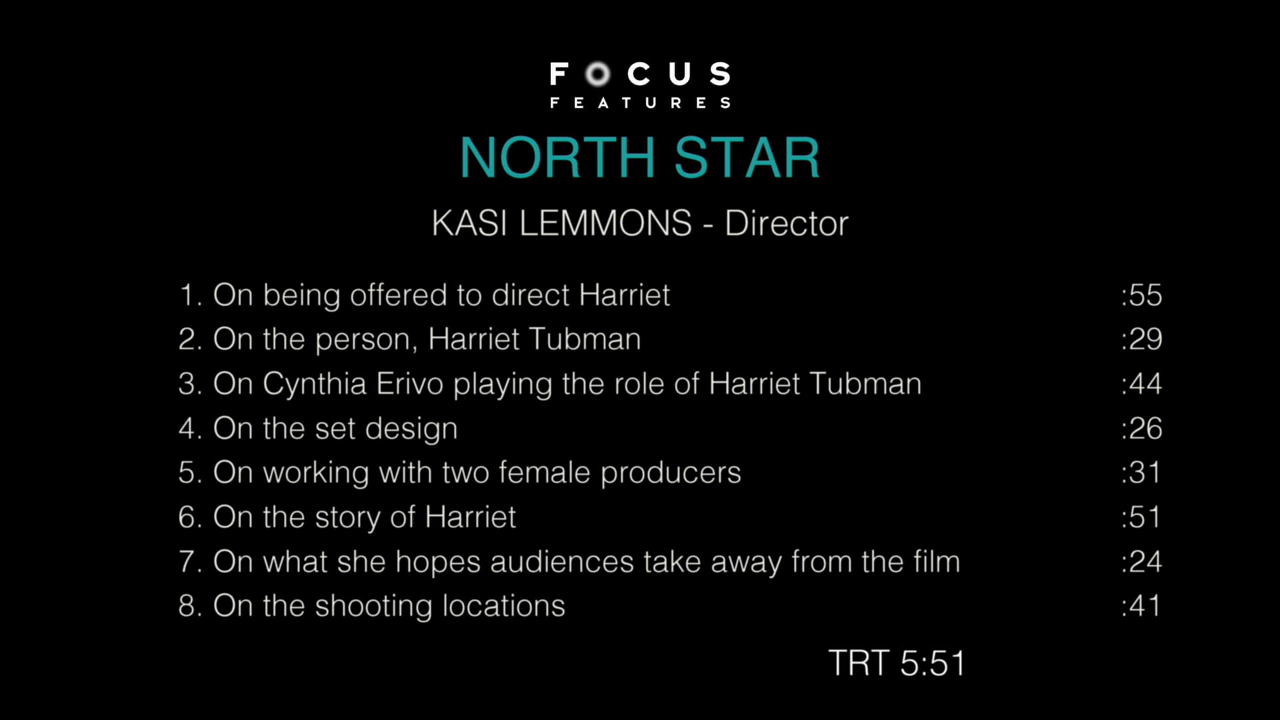 FOCUS
FEATURES
NORTH STAR
KASI LEMMONS - Director
1. On being offered to direct Harriet :55
2. On the person, Harriet Tubman :29
3. On Cynthia Erivo playing the role of Harriet Tubman :44
4. On the set design :26
5. On working with two female producers :31
6. On the story of Harriet :51
7. On what she hopes audiences take away from the film :24
8. On the shooting locations :41
TRT 5:51